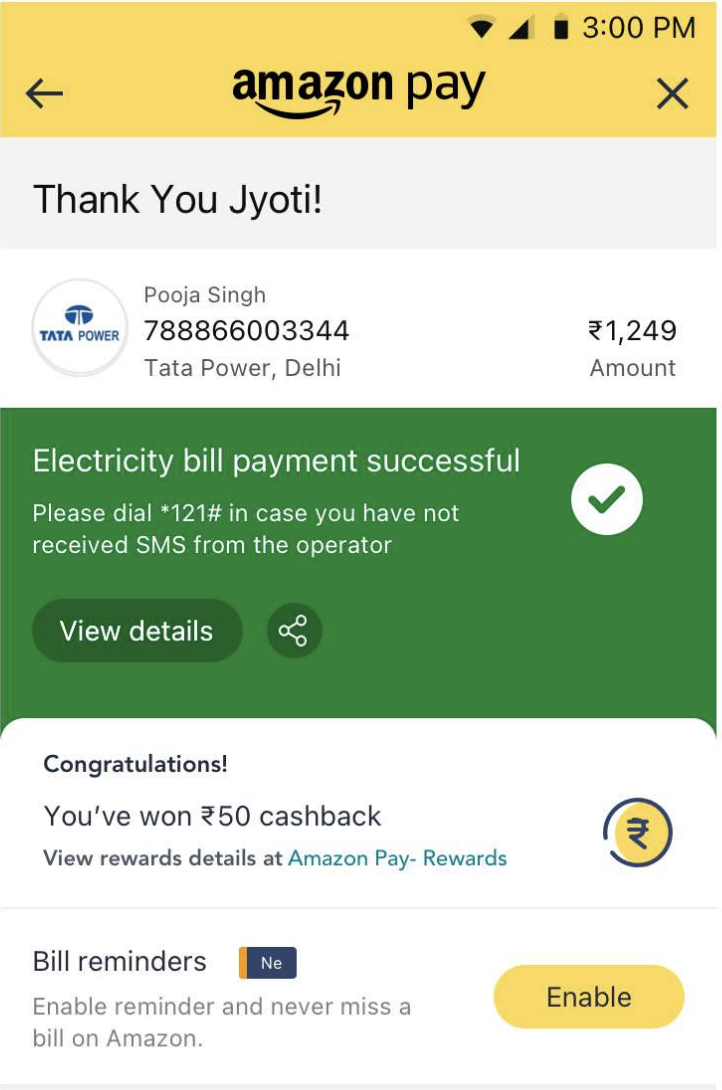 3:00 PM
amazon pay
Thank You Jyoti!
Pooja Singh
TATA POWER
788866003344
₹1,249
Tata Power, Delhi
Amount
Electricity bill payment successful
Please dial *121# in case you have not
received SMS from the operator
View details
Congratulations!
You've won ₹50 cashback
₹
View rewards details at Amazon Pay- Rewards
Bill reminders
Ne
Enable reminder and never miss a
bill on Amazon.
Enable